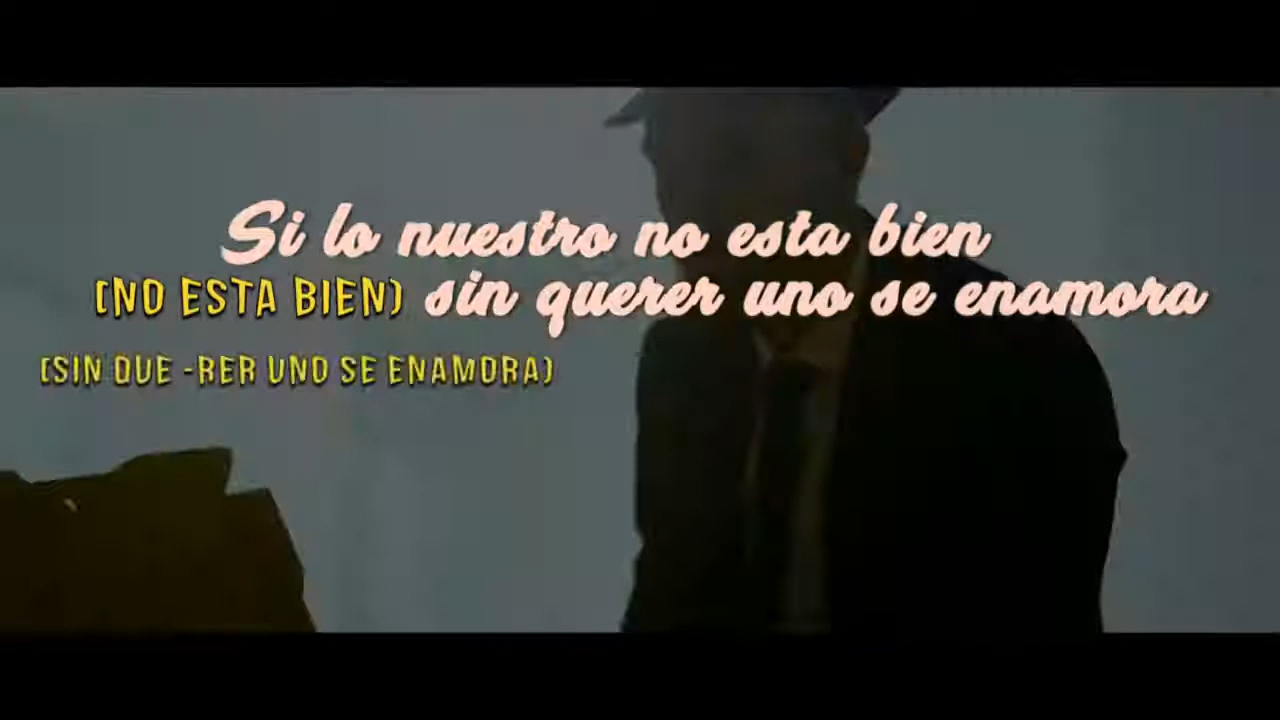 Si lo nuestro no esta bien
(NO ESTA BIEN) sin querer uno se enamora
(SIN QUE -RER UNO SE ENAMORA)